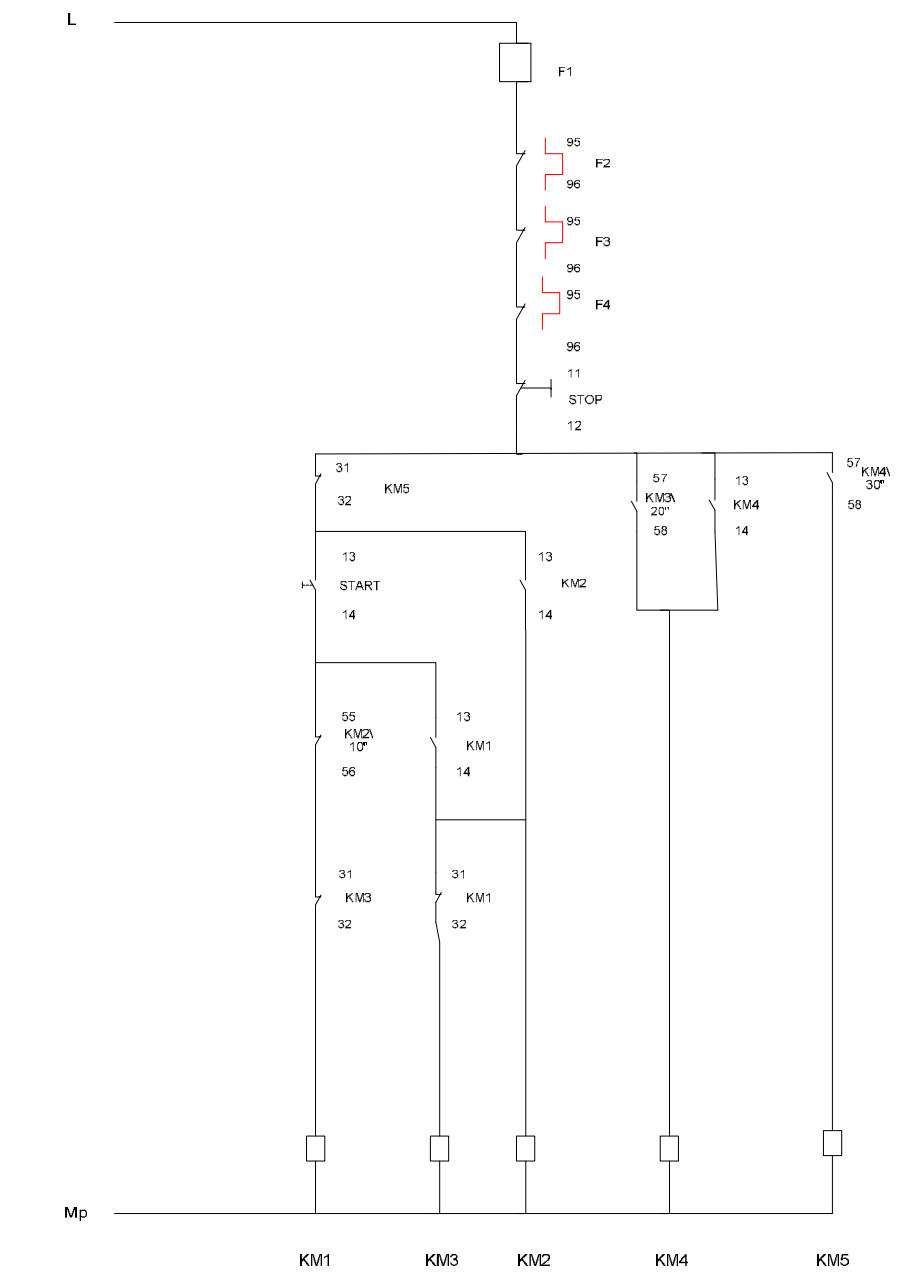 L
F1
95
F2
96
95
F3
96
95
F4
96
11
STOP
12
31
KM5
32
57
KM3\
20"
58
13
KM4
14
57
KM4\
30"
58
13
START
14
13
KM2
14
55
KM2\
10"
56
13
KM1
14
31
KM3
32
31
KM1
32
Mp
KM1 KM3 KM2 KM4 KM5